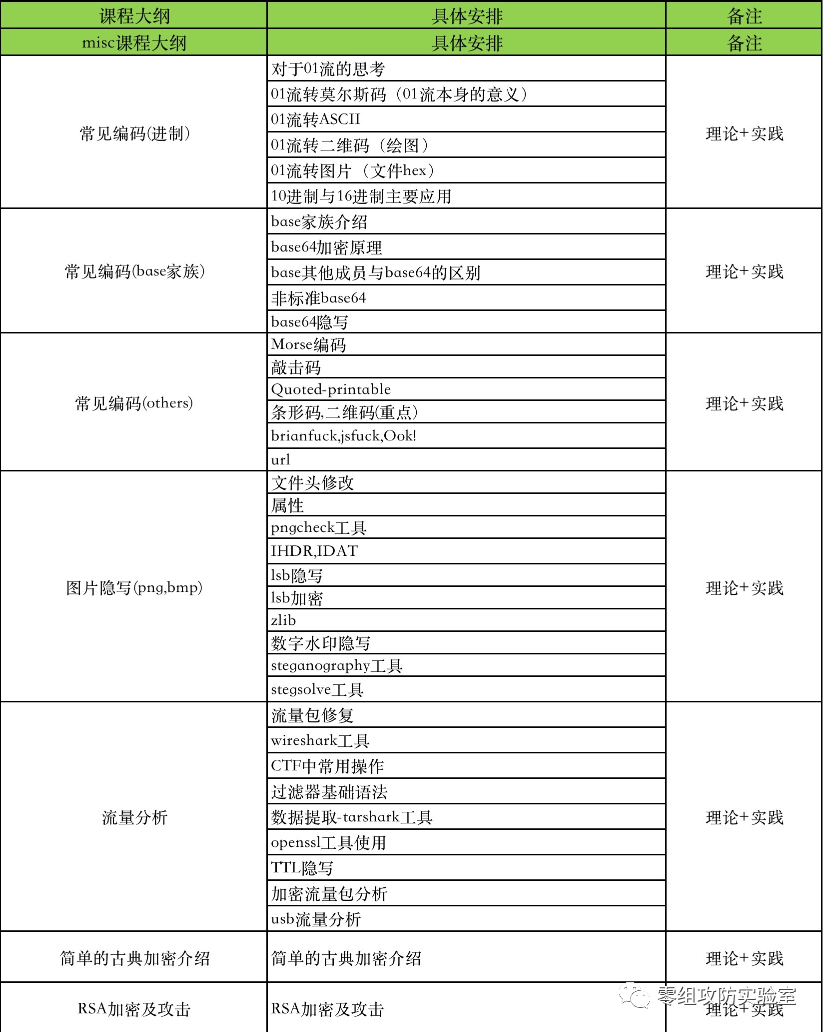 课程大纲 具体安排 备注
misc课程大纲 具体安排 备注
常见编码(进制) 理论+实践
对于01流的思考
01流转莫尔斯码（01流本身的意义）
01流转ASCII
01流转二维码（绘图）
01流转图片（文件hex）
10进制与16进制主要应用
常见编码(base家族) 理论+实践
base家族介绍
base64加密原理
base其他成员与base64的区别
非标准base64
base64隐写
常见编码(others) 理论+实践
Morse编码
敲击码
Quoted-printable
条形码,二维码(重点)
brianfuck,jsfuck,Ook!
url
图片隐写(png,bmp) 理论+实践
文件头修改
属性
pngcheck工具
IHDR,IDAT
lsb隐写
lsb加密
zlib
数字水印隐写
steganography工具
stegsolve工具
流量分析 理论+实践
流量包修复
wireshark工具
CTF中常用操作
过滤器基础语法
数据提取-tarshark工具
openssl工具使用
TTL隐写
加密流量包分析
usb流量分析
简单的古典加密介绍 简单的古典加密介绍 理论+实践
RSA加密及攻击 RSA加密及攻击 理论+实践
零组攻防实验室